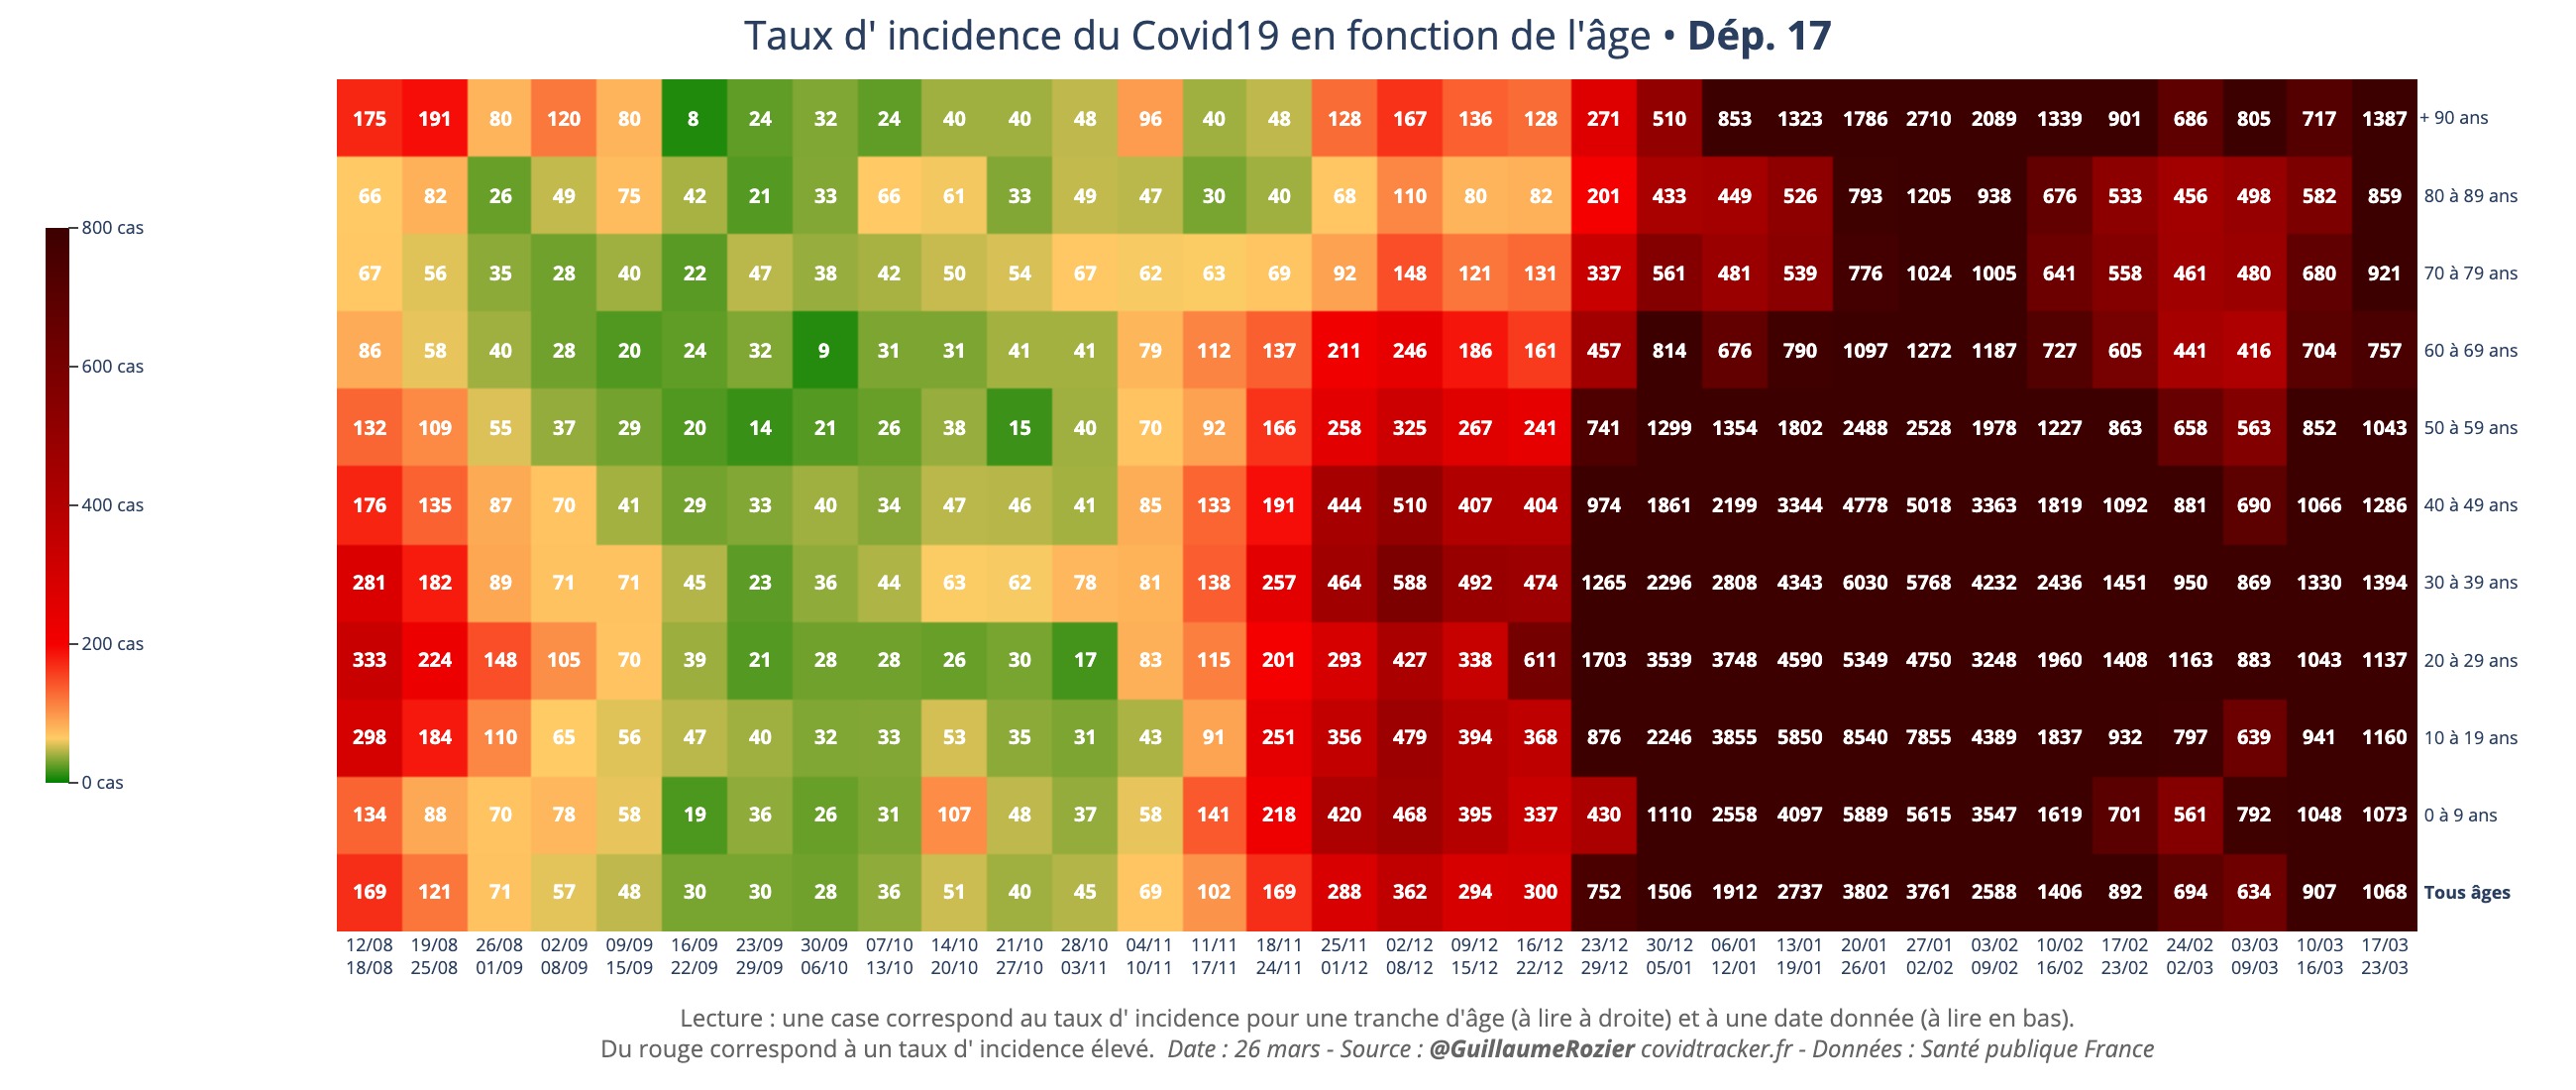 Taux d' incidence du Covid19 en fonction de l'âge • Dép. 17
175 191 80 120 80 8 24 32 24 40 40 48 96 40 48 128 167 136 128 271 510 853 1323 1786 2710 2089 1339 901 686 805 717 1387 + 90 ans
66 82 26 49 75 42 21 33 66 61 33 49 47 30 40 68 110 80 82 201 433 449 526 793 1205 938 676 533 456 498 582 859 80 à 89 ans
800 cas
67 56 35 28 40 22 47 38 42 50 54 67 62 63 69 92 148 121 131 337 561 481 539 776 1024 1005 641 558 461 480 680 921 70 à 79 ans
86 58 40 28 20 24 32 9 31 31 41 41 79 112 137 211 246 186 161 457 814 676 790 1097 1272 1187 727 605 441 416 704 757 60 à 69 ans
600 cas
132 109 55 37 29 20 14 21 26 38 15 40 70 92 166 258 325 267 241 741 1299 1354 1802 2488 2528 1978 1227 863 658 563 852 1043 50 à 59 ans
400 cas
176 135 87 70 41 29 33 40 34 47 46 41 85 133 191 444 510 407 404 974 1861 2199 3344 4778 5018 3363 1819 1092 881 690 1066 1286 40 à 49 ans
281 182 89 71 71 45 23 36 44 63 62 78 81 138 257 464 588 492 474 1265 2296 2808 4343 6030 5768 4232 2436 1451 950 869 1330 1394 30 à 39 ans
200 cas
333 224 148 105 70 39 21 28 28 26 30 17 83 115 201 293 427 338 611 1703 3539 3748 4590 5349 4750 3248 1960 1408 1163 883 1043 1137 20 à 29 ans
298 184 110 65 56 47 40 32 33 53 35 31 43 91 251 356 479 394 368 876 2246 3855 5850 8540 7855 4389 1837 932 797 639 941 1160 10 à 19 ans
0 cas
134 88 70 78 58 19 36 26 31 107 48 37 58 141 218 420 468 395 337 430 1110 2558 4097 5889 5615 3547 1619 701 561 792 1048 1073 0 à 9 ans
169 121 71 57 48 30 30 28 36 51 40 45 69 102 169 288 362 294 300 752 1506 1912 2737 3802 3761 2588 1406 892 694 634 907 1068 Tous âges
12/08 19/08 26/08 02/09 09/09 16/09 23/09 30/09 07/10 14/10 21/10 28/10 04/11 11/11 18/11 25/11 02/12 09/12 16/12 23/12 30/12 06/01 13/01 20/01 27/01 03/02 10/02 17/02 24/02 03/03 10/03 17/03
18/08 25/08 01/09 08/09 15/09 22/09 29/09 06/10 13/10 20/10 27/10 03/11 10/11 17/11 24/11 01/12 08/12 15/12 22/12 29/12 05/01 12/01 19/01 26/01 02/02 09/02 16/02 23/02 02/03 09/03 16/03 23/03
Lecture : une case correspond au taux d' incidence pour une tranche d'âge (à lire à droite) et à une date donnée (à lire en bas).
Du rouge correspond à un taux d' incidence élevé. Date : 26 mars - Source : @GuillaumeRozier covidtracker.fr - Données : Santé publique France